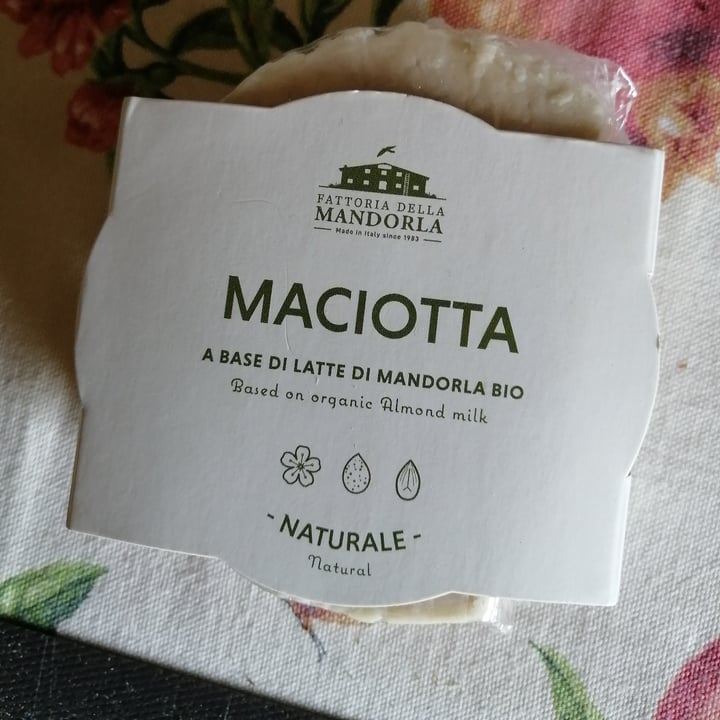 FATTORIA DELLA
MANDORLA
Made in Italy since 1983
MACIOTTA
A BASE DI LATTE DI MANDORLA BIO
Based on organic Almond milk
- NATURALE -
Natural